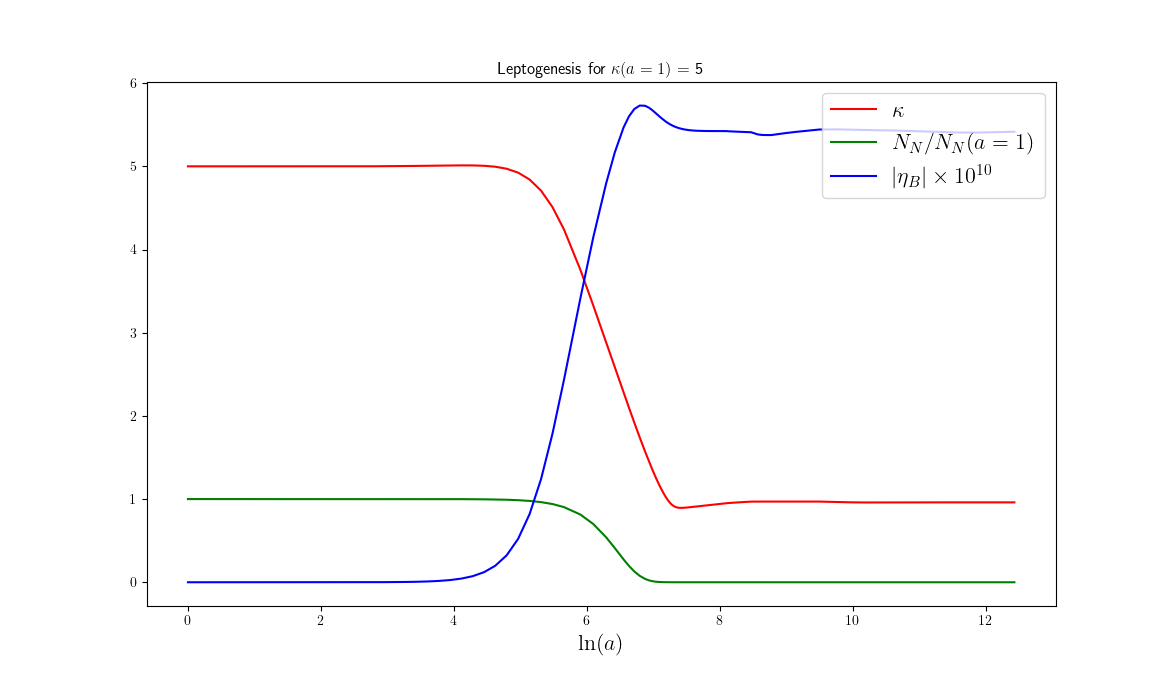 Leptogenesis for κ(a = 1) = 5
6
5
4
3
2
1
0
κ
N_N/N_N(a = 1)
|η_B| × 10^10
0 2 4 6 8 10 12
ln(a)